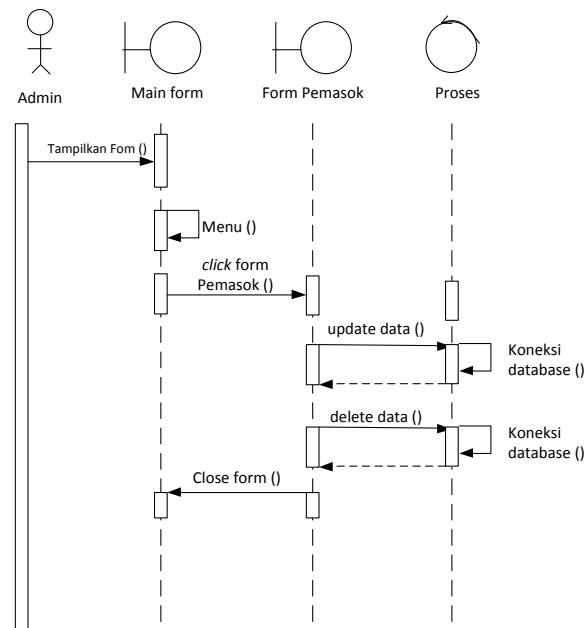 Admin
Main form
Form Pemasok
Proses
Tampilkan Fom ()
Menu ()
click form
Pemasok ()
update data ()
Koneksi
database ()
delete data ()
Koneksi
database ()
Close form ()